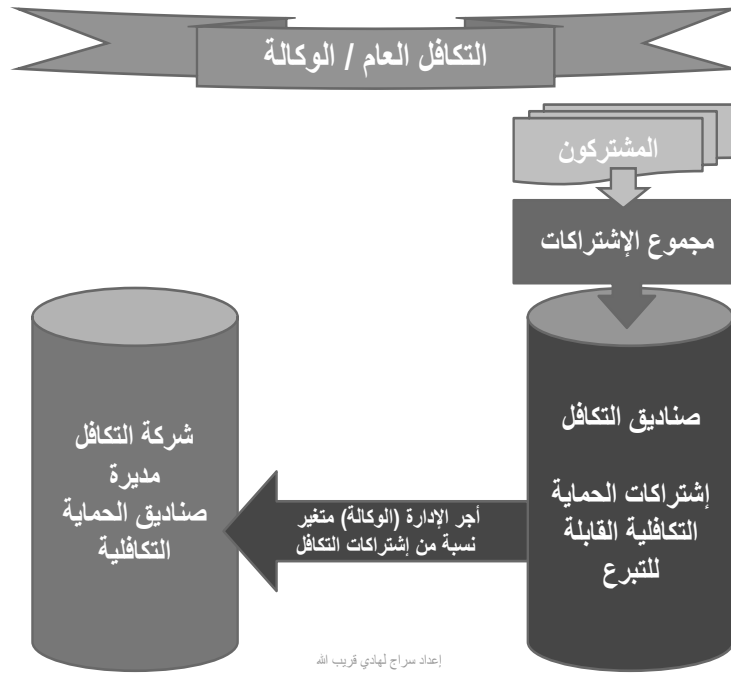 التكافل العام / الوكالة
المشتركون
مجموع الإشتراكات
صناديق التكافل
إشتراكات الحماية
التكافلية القابلة
للتبرع
أجر الإدارة (الوكالة) متغير
نسبة من إشتراكات التكافل
شركة التكافل
مديرة
صناديق الحماية
التكافلية
إعداد سراج لهادي قريب الله